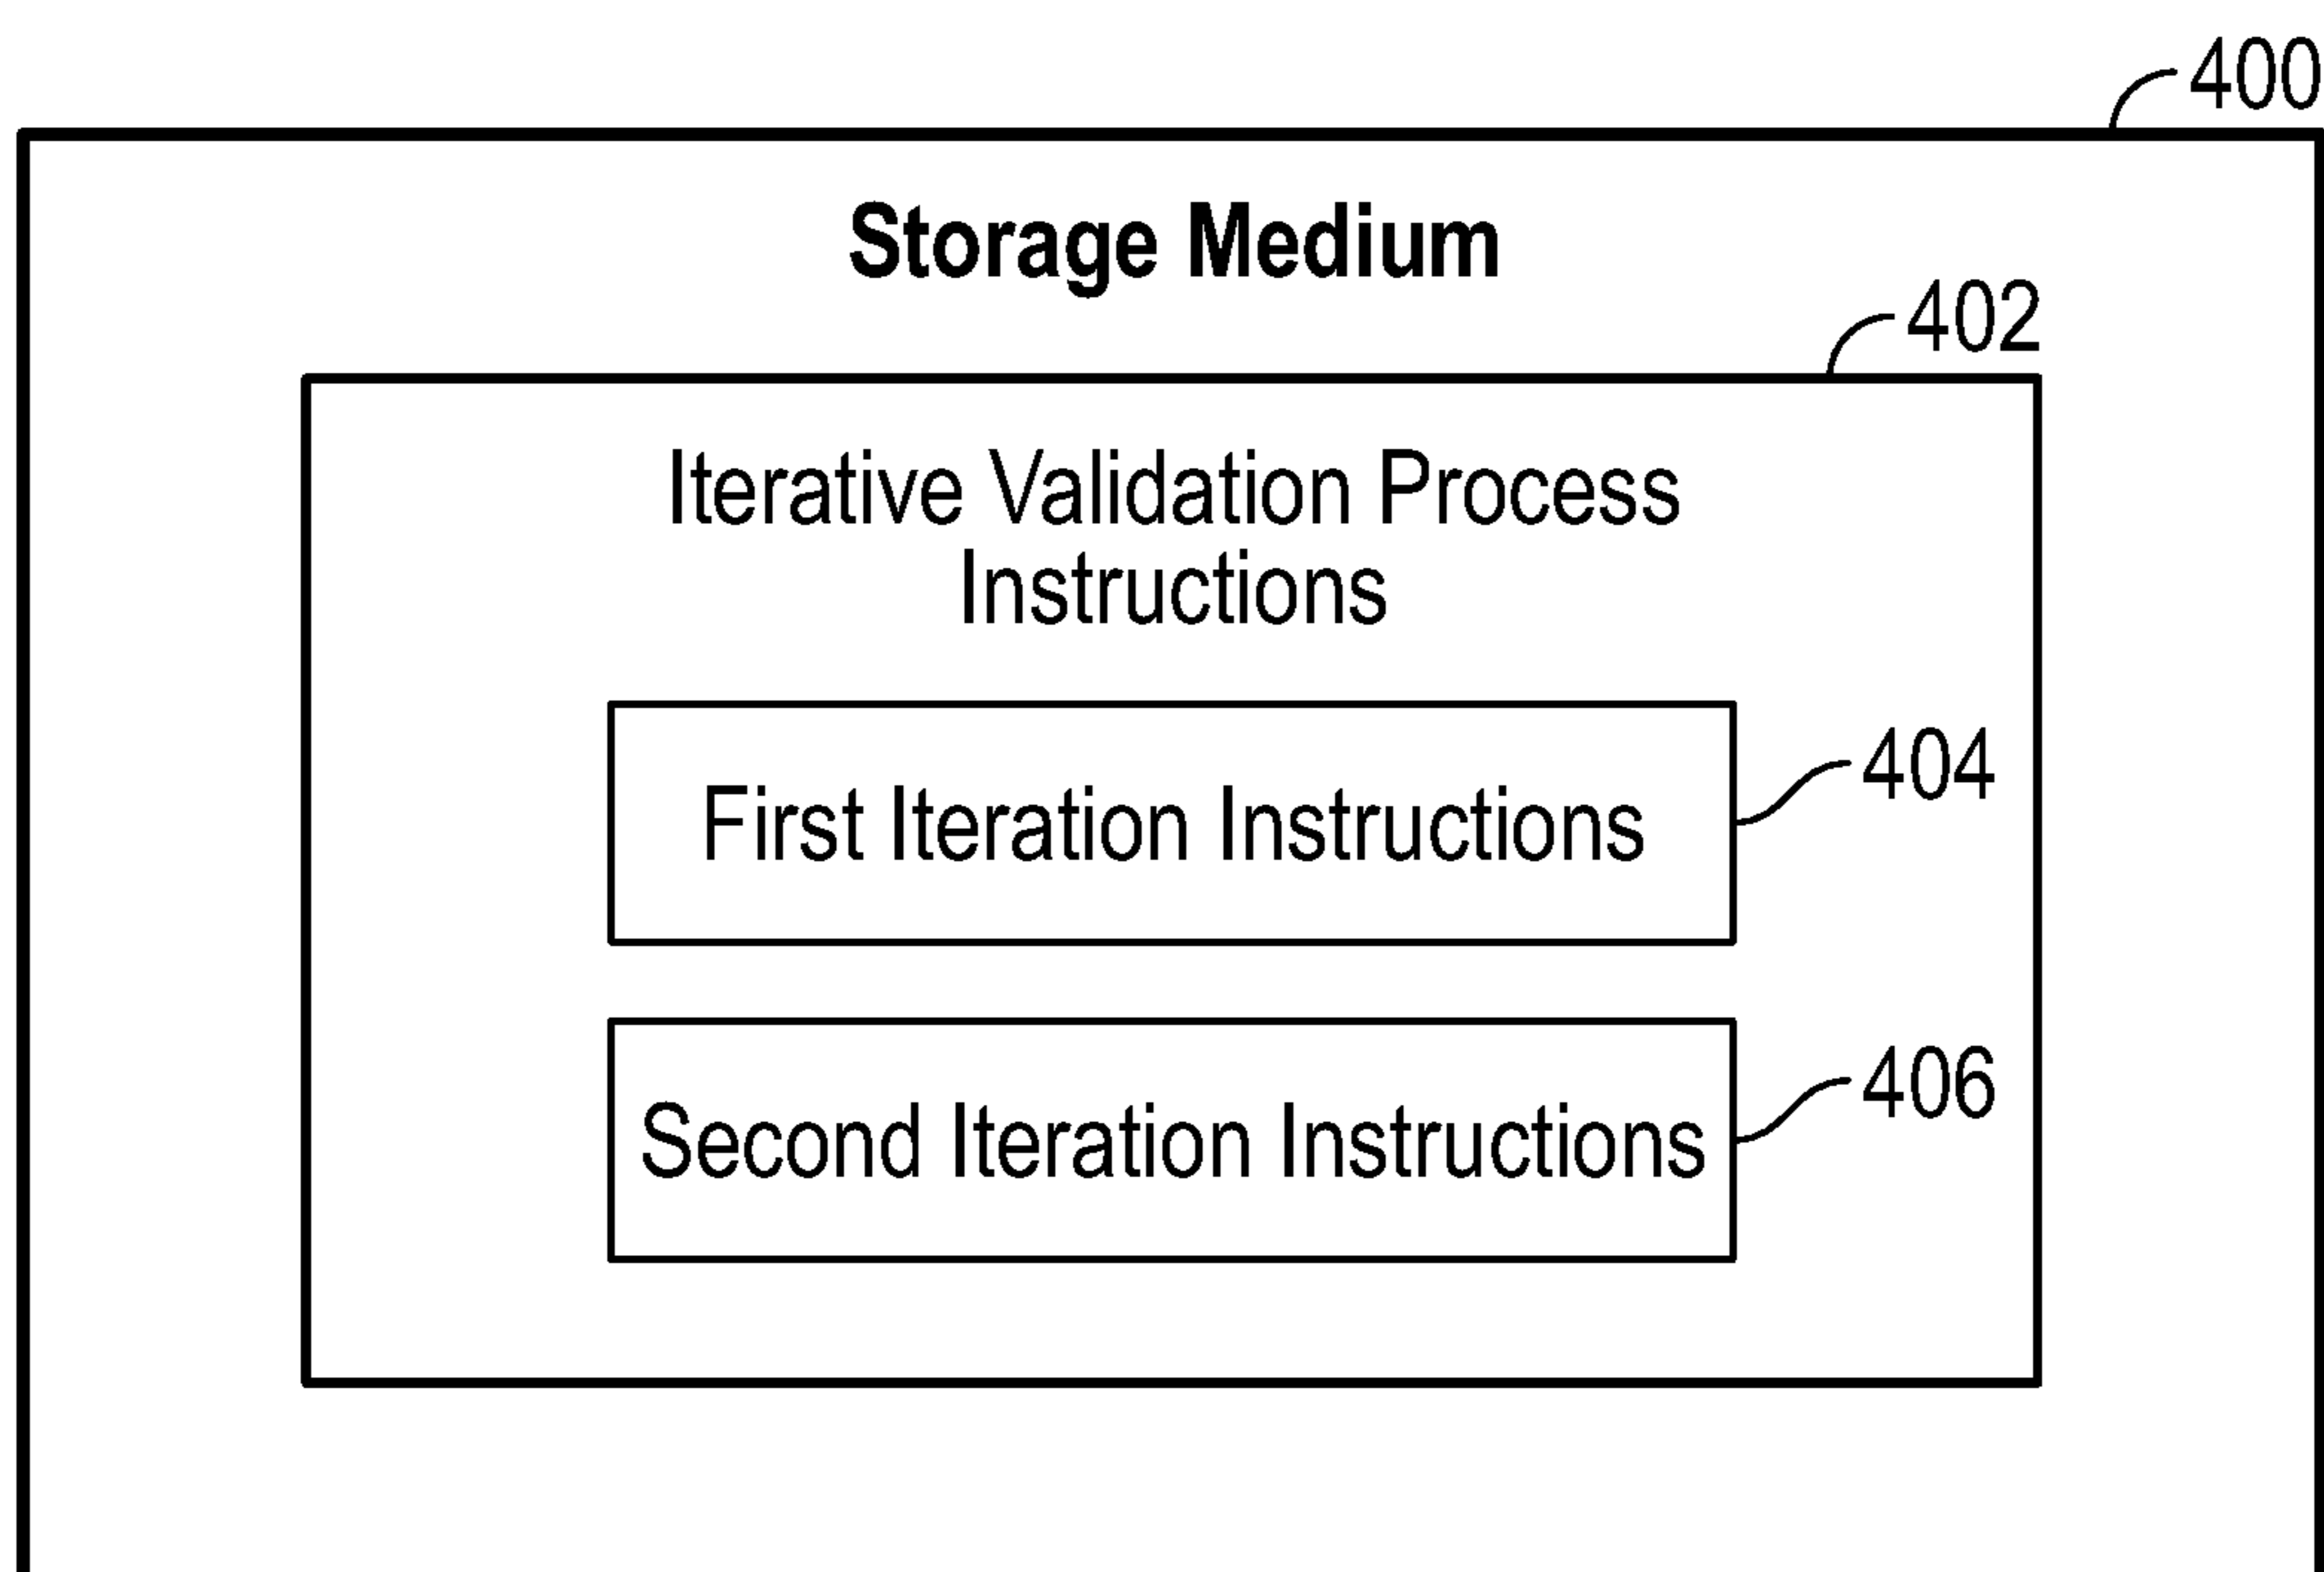 400
Storage Medium
402
Iterative Validation Process
Instructions
First Iteration Instructions
404
Second Iteration Instructions
406